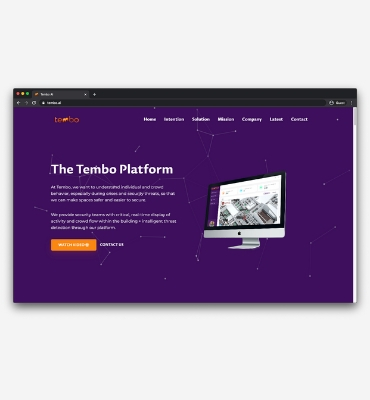 Tembo AI
tembo.ai
Guest
tembo
Home Intention Solution Mission Company Latest Contact
The Tembo Platform
At Tembo, we want to understand individual and crowd
behavior, especially during crises and security threats, so that
we can make spaces safer and easier to secure.
We provide security teams with critical, real-time display of
activity and crowd flow within the building + intelligent threat
detection through our platform.
CONTACT US